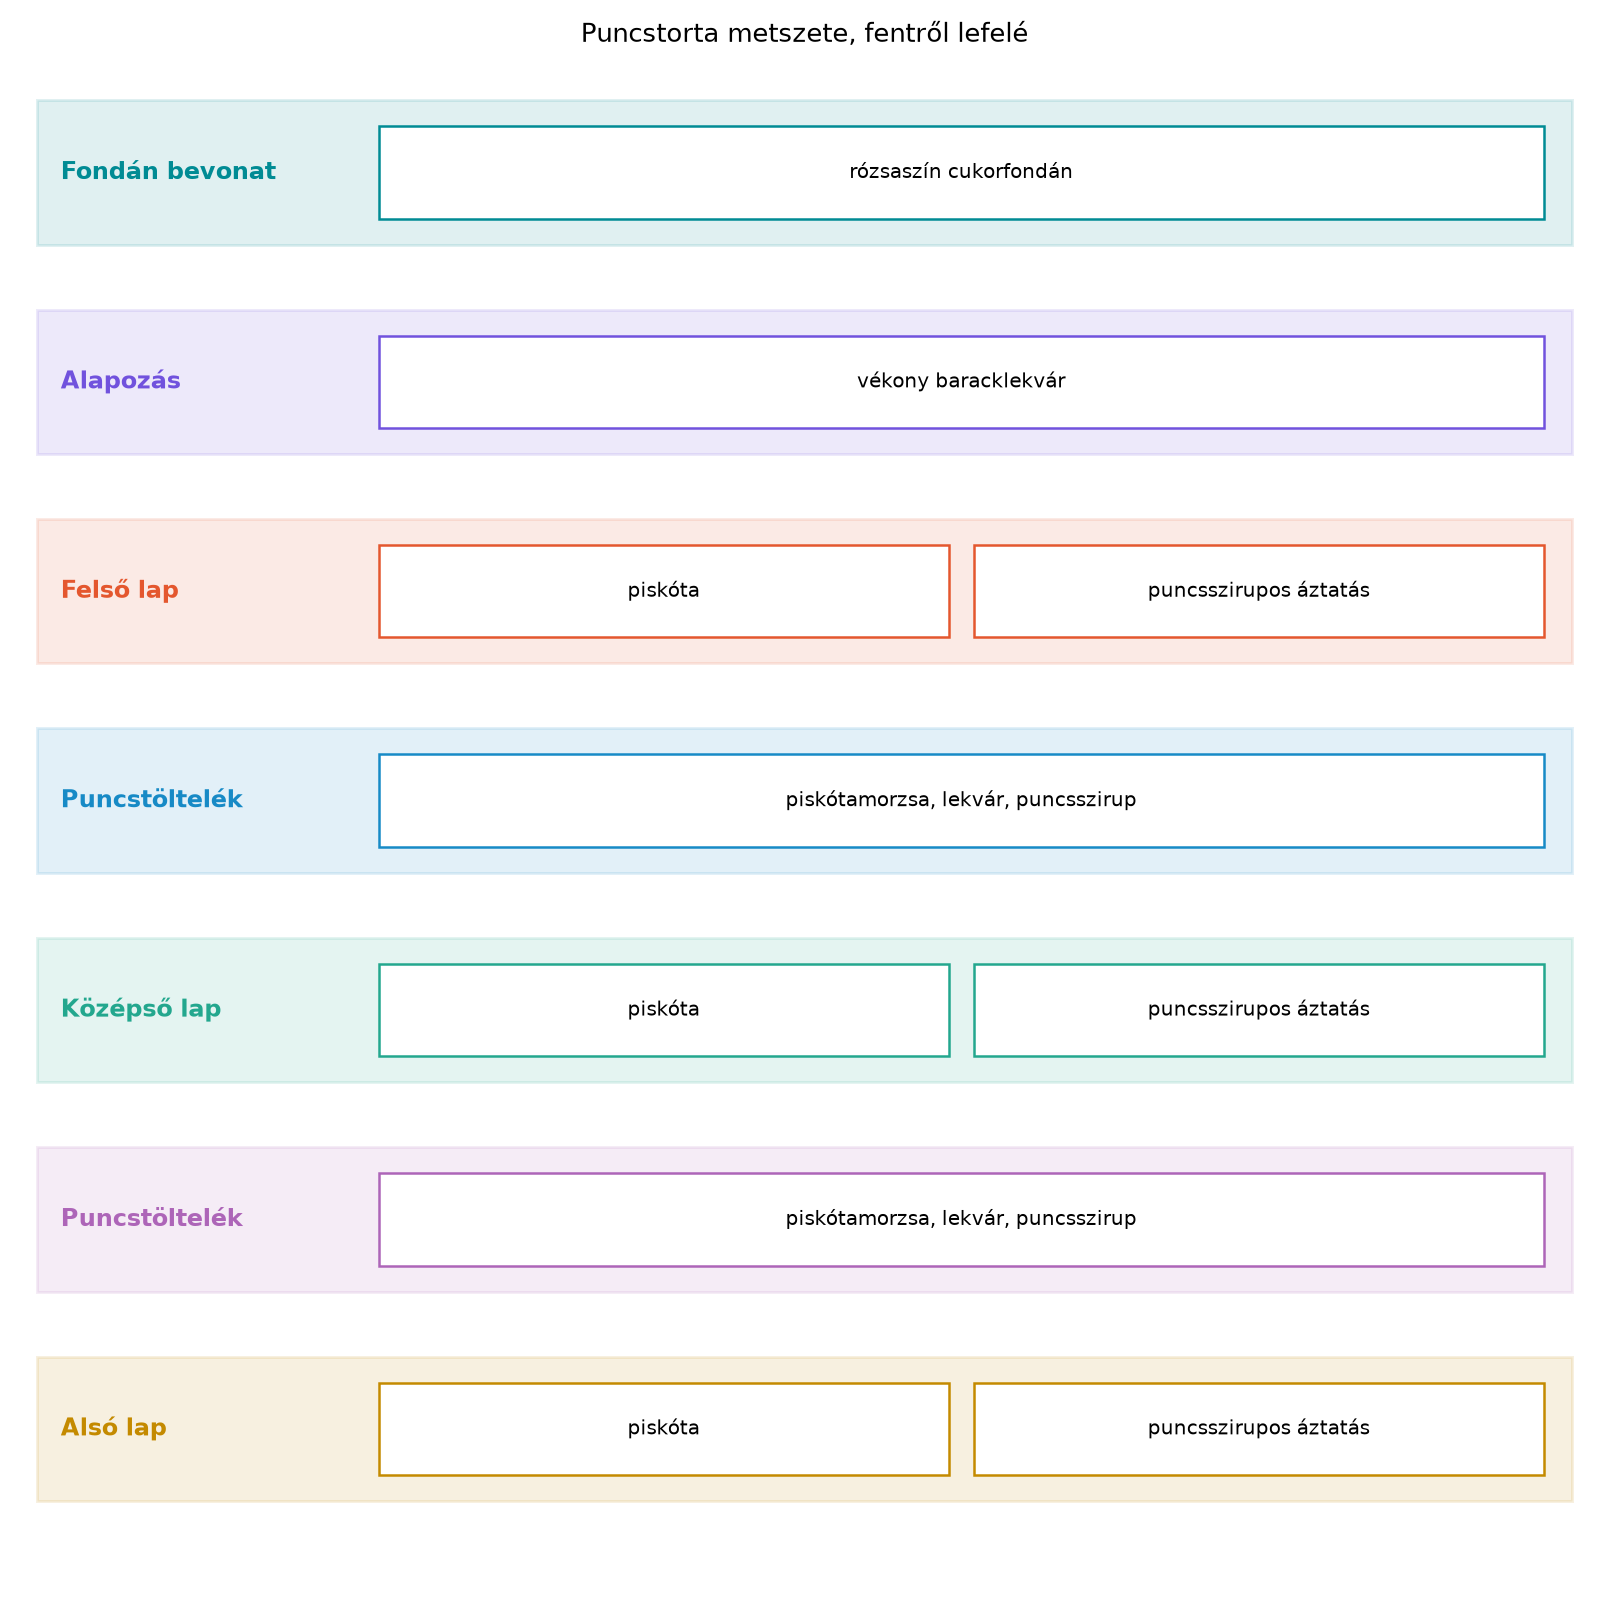 Puncstorta metszete, fentről lefelé
Fondán bevonat
rózsaszín cukorfondán
Alapozás
vékony baracklekvár
Felső lap
piskóta
puncsszirupos áztatás
Puncstöltelék
piskótamorzsa, lekvár, puncsszirup
Középső lap
piskóta
puncsszirupos áztatás
Puncstöltelék
piskótamorzsa, lekvár, puncsszirup
Alsó lap
piskóta
puncsszirupos áztatás